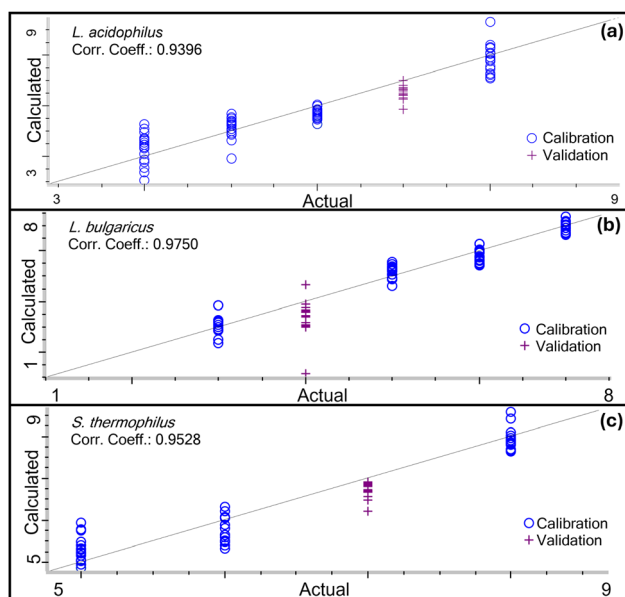 L. acidophilus
Corr. Coeff.: 0.9396
(a)
9
Calculated
3
Calibration
Validation
3
Actual
9
L. bulgaricus
Corr. Coeff.: 0.9750
(b)
8
Calculated
1
Calibration
Validation
1
Actual
8
S. thermophilus
Corr. Coeff.: 0.9528
(c)
9
Calculated
5
Calibration
Validation
5
Actual
9